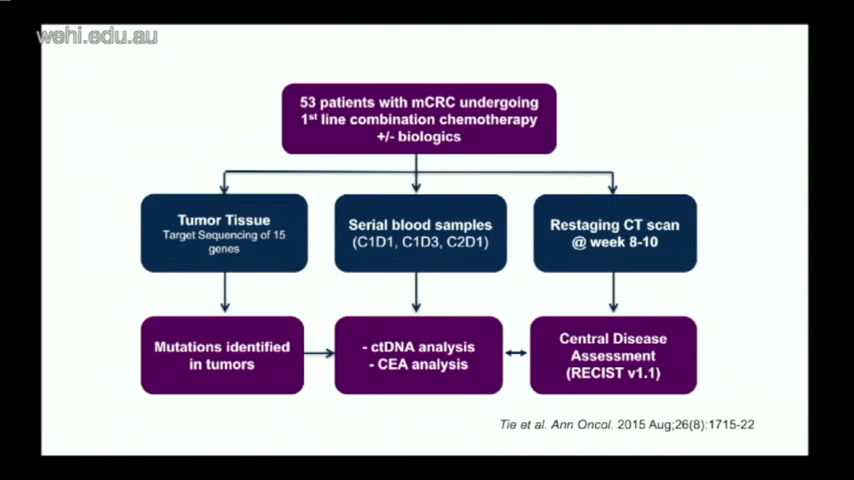 wehi.edu.au
53 patients with mCRC undergoing
1st line combination chemotherapy
+/- biologics
Tumor Tissue
Target Sequencing of 15
genes
Serial blood samples
(C1D1, C1D3, C2D1)
Restaging CT scan
@ week 8-10
Mutations identified
in tumors
- ctDNA analysis
- CEA analysis
Central Disease
Assessment
(RECIST v1.1)
Tie et al. Ann Oncol. 2015 Aug;26(8):1715-22